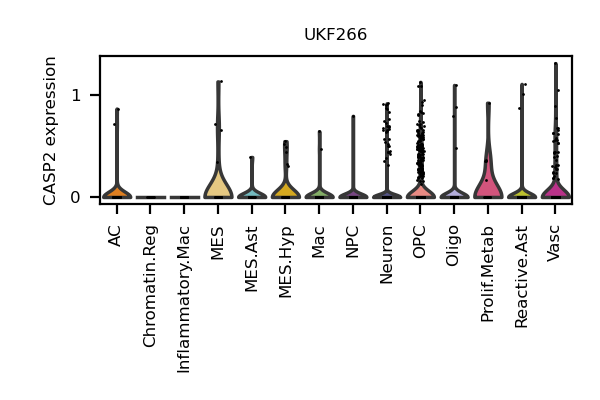 UKF266
CASP2 expression
1
0
AC
Chromatin.Reg
Inflammatory.Mac
MES
MES.Ast
MES.Hyp
Mac
NPC
Neuron
OPC
Oligo
Prolif.Metab
Reactive.Ast
Vasc